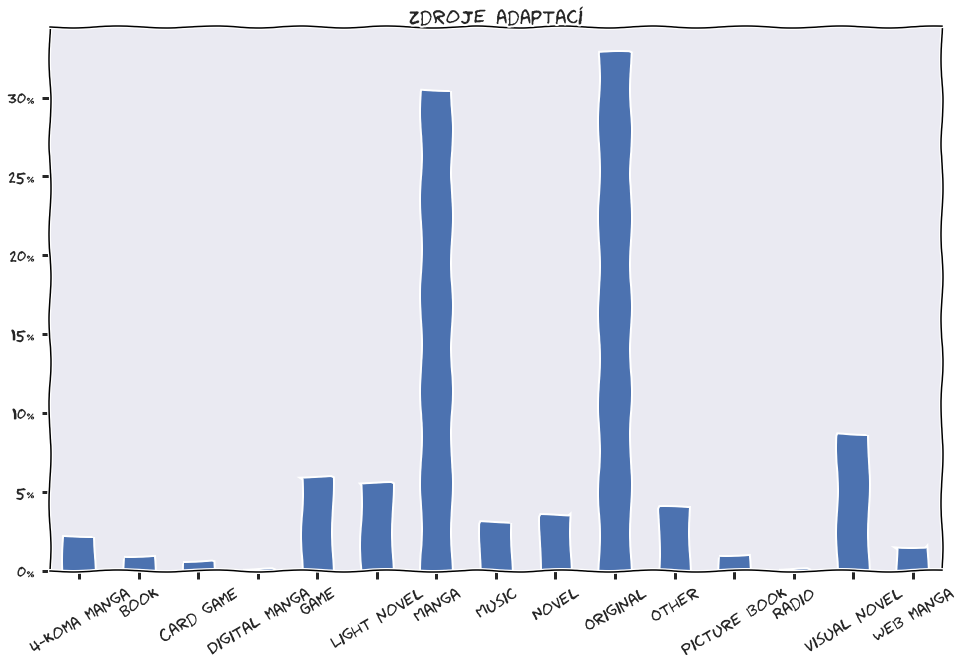 ZDROJE ADAPTACÍ
30%
25%
20%
15%
10%
5%
0%
4-KOMA MANGA
BOOK
CARD GAME
DIGITAL MANGA
GAME
LIGHT NOVEL
MANGA
MUSIC
NOVEL
ORIGINAL
OTHER
PICTURE BOOK
RADIO
VISUAL NOVEL
WEB MANGA